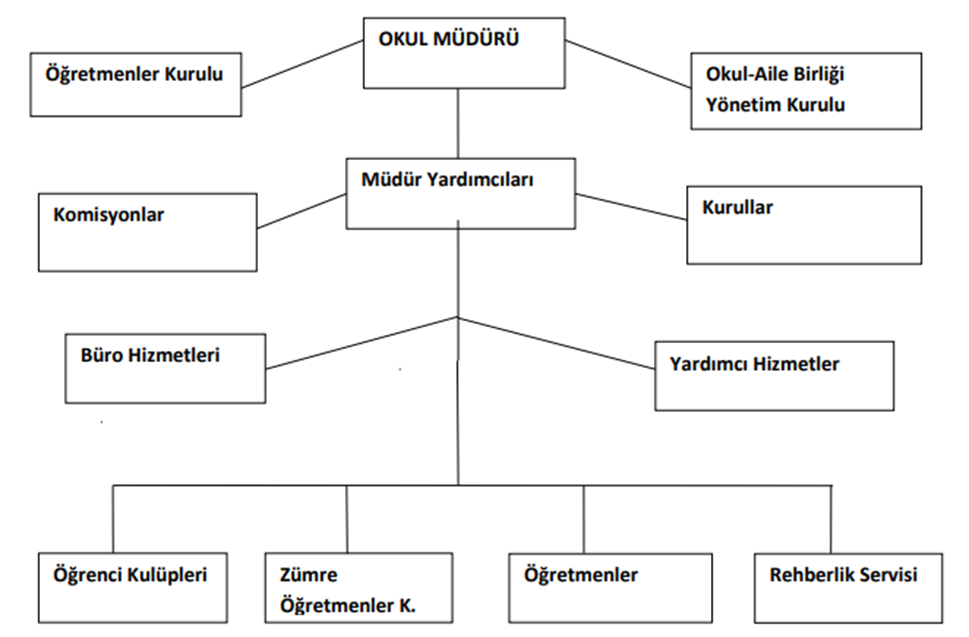 OKUL MÜDÜRÜ
Öğretmenler Kurulu
Okul-Aile Birliği
Yönetim Kurulu
Müdür Yardımcıları
Komisyonlar
Kurullar
Büro Hizmetleri
Yardımcı Hizmetler
Öğrenci Kulüpleri
Zümre
Öğretmenler K.
Öğretmenler
Rehberlik Servisi